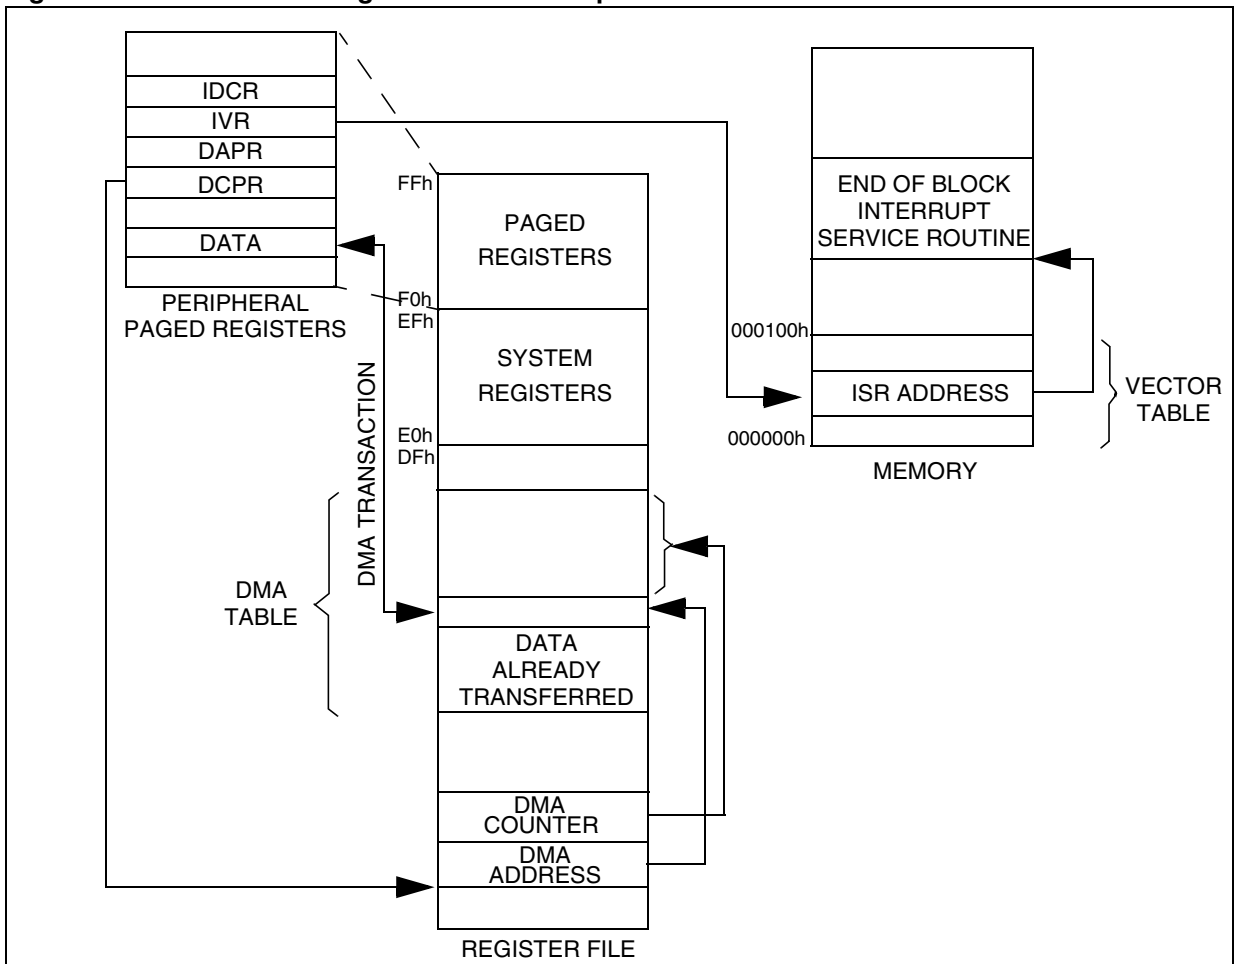 IDCR
IVR
DAPR
DCPR
DATA
PERIPHERAL
PAGED REGISTERS
FFh
PAGED
REGISTERS
F0h
EFh
SYSTEM
REGISTERS
E0h
DFh
DMA TRANSACTION
DMA
TABLE
DATA
ALREADY
TRANSFERRED
DMA
COUNTER
DMA
ADDRESS
REGISTER FILE
END OF BLOCK
INTERRUPT
SERVICE ROUTINE
000100h
ISR ADDRESS
000000h
VECTOR
TABLE
MEMORY